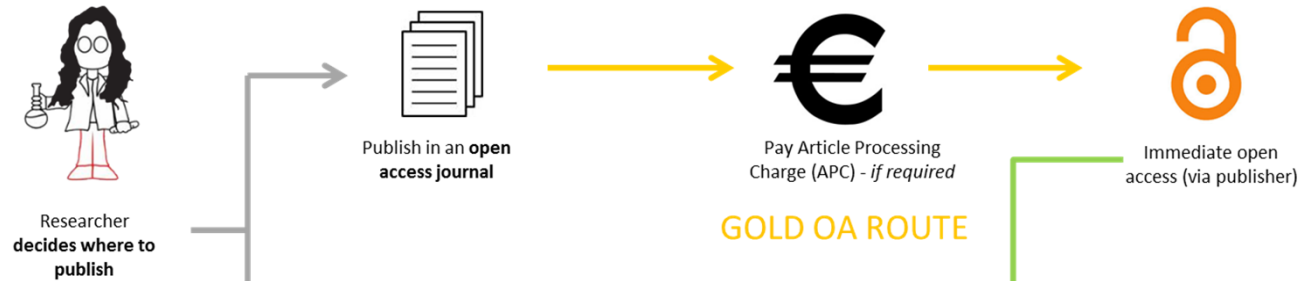 Researcher
decides where to
publish
Publish in an open
access journal
€
Pay Article Processing
Charge (APC) - if required
GOLD OA ROUTE
Immediate open
access (via publisher)